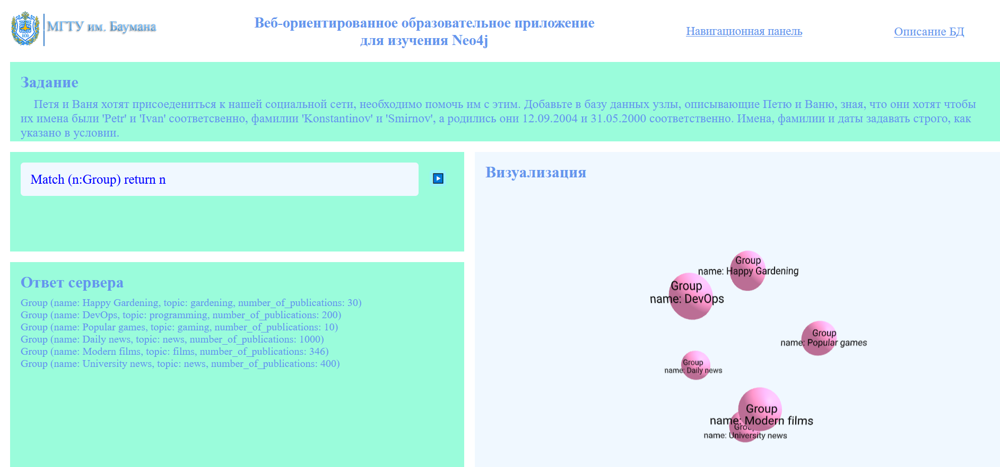 МГТУ им. Баумана
1830
Веб-ориентированное образовательное приложение
для изучения Neo4j
Навигационная панель
Описание БД
Задание
Петя и Ваня хотят присоедениться к нашей социальной сети, необходимо помочь им с этим. Добавьте в базу данных узлы, описывающие Петю и Ваню, зная, что они хотят чтобы
их имена были 'Petr' и 'Ivan' соответсвенно, фамилии 'Konstantinov' и 'Smirnov', а родились они 12.09.2004 и 31.05.2000 соответственно. Имена, фамилии и даты задавать строго, как
указано в условии.
Match (n:Group) return n
Ответ сервера
Group (name: Happy Gardening, topic: gardening, number_of_publications: 30)
Group (name: DevOps, topic: programming, number_of_publications: 200)
Group (name: Popular games, topic: gaming, number_of_publications: 10)
Group (name: Daily news, topic: news, number_of_publications: 1000)
Group (name: Modern films, topic: films, number_of_publications: 346)
Group (name: University news, topic: news, number_of_publications: 400)
Визуализация
Group
name: Happy Gardening
Group
name: DevOps
Group
name: Popular games
Group
name: Daily news
Group
name: Modern films
Group
name: University news